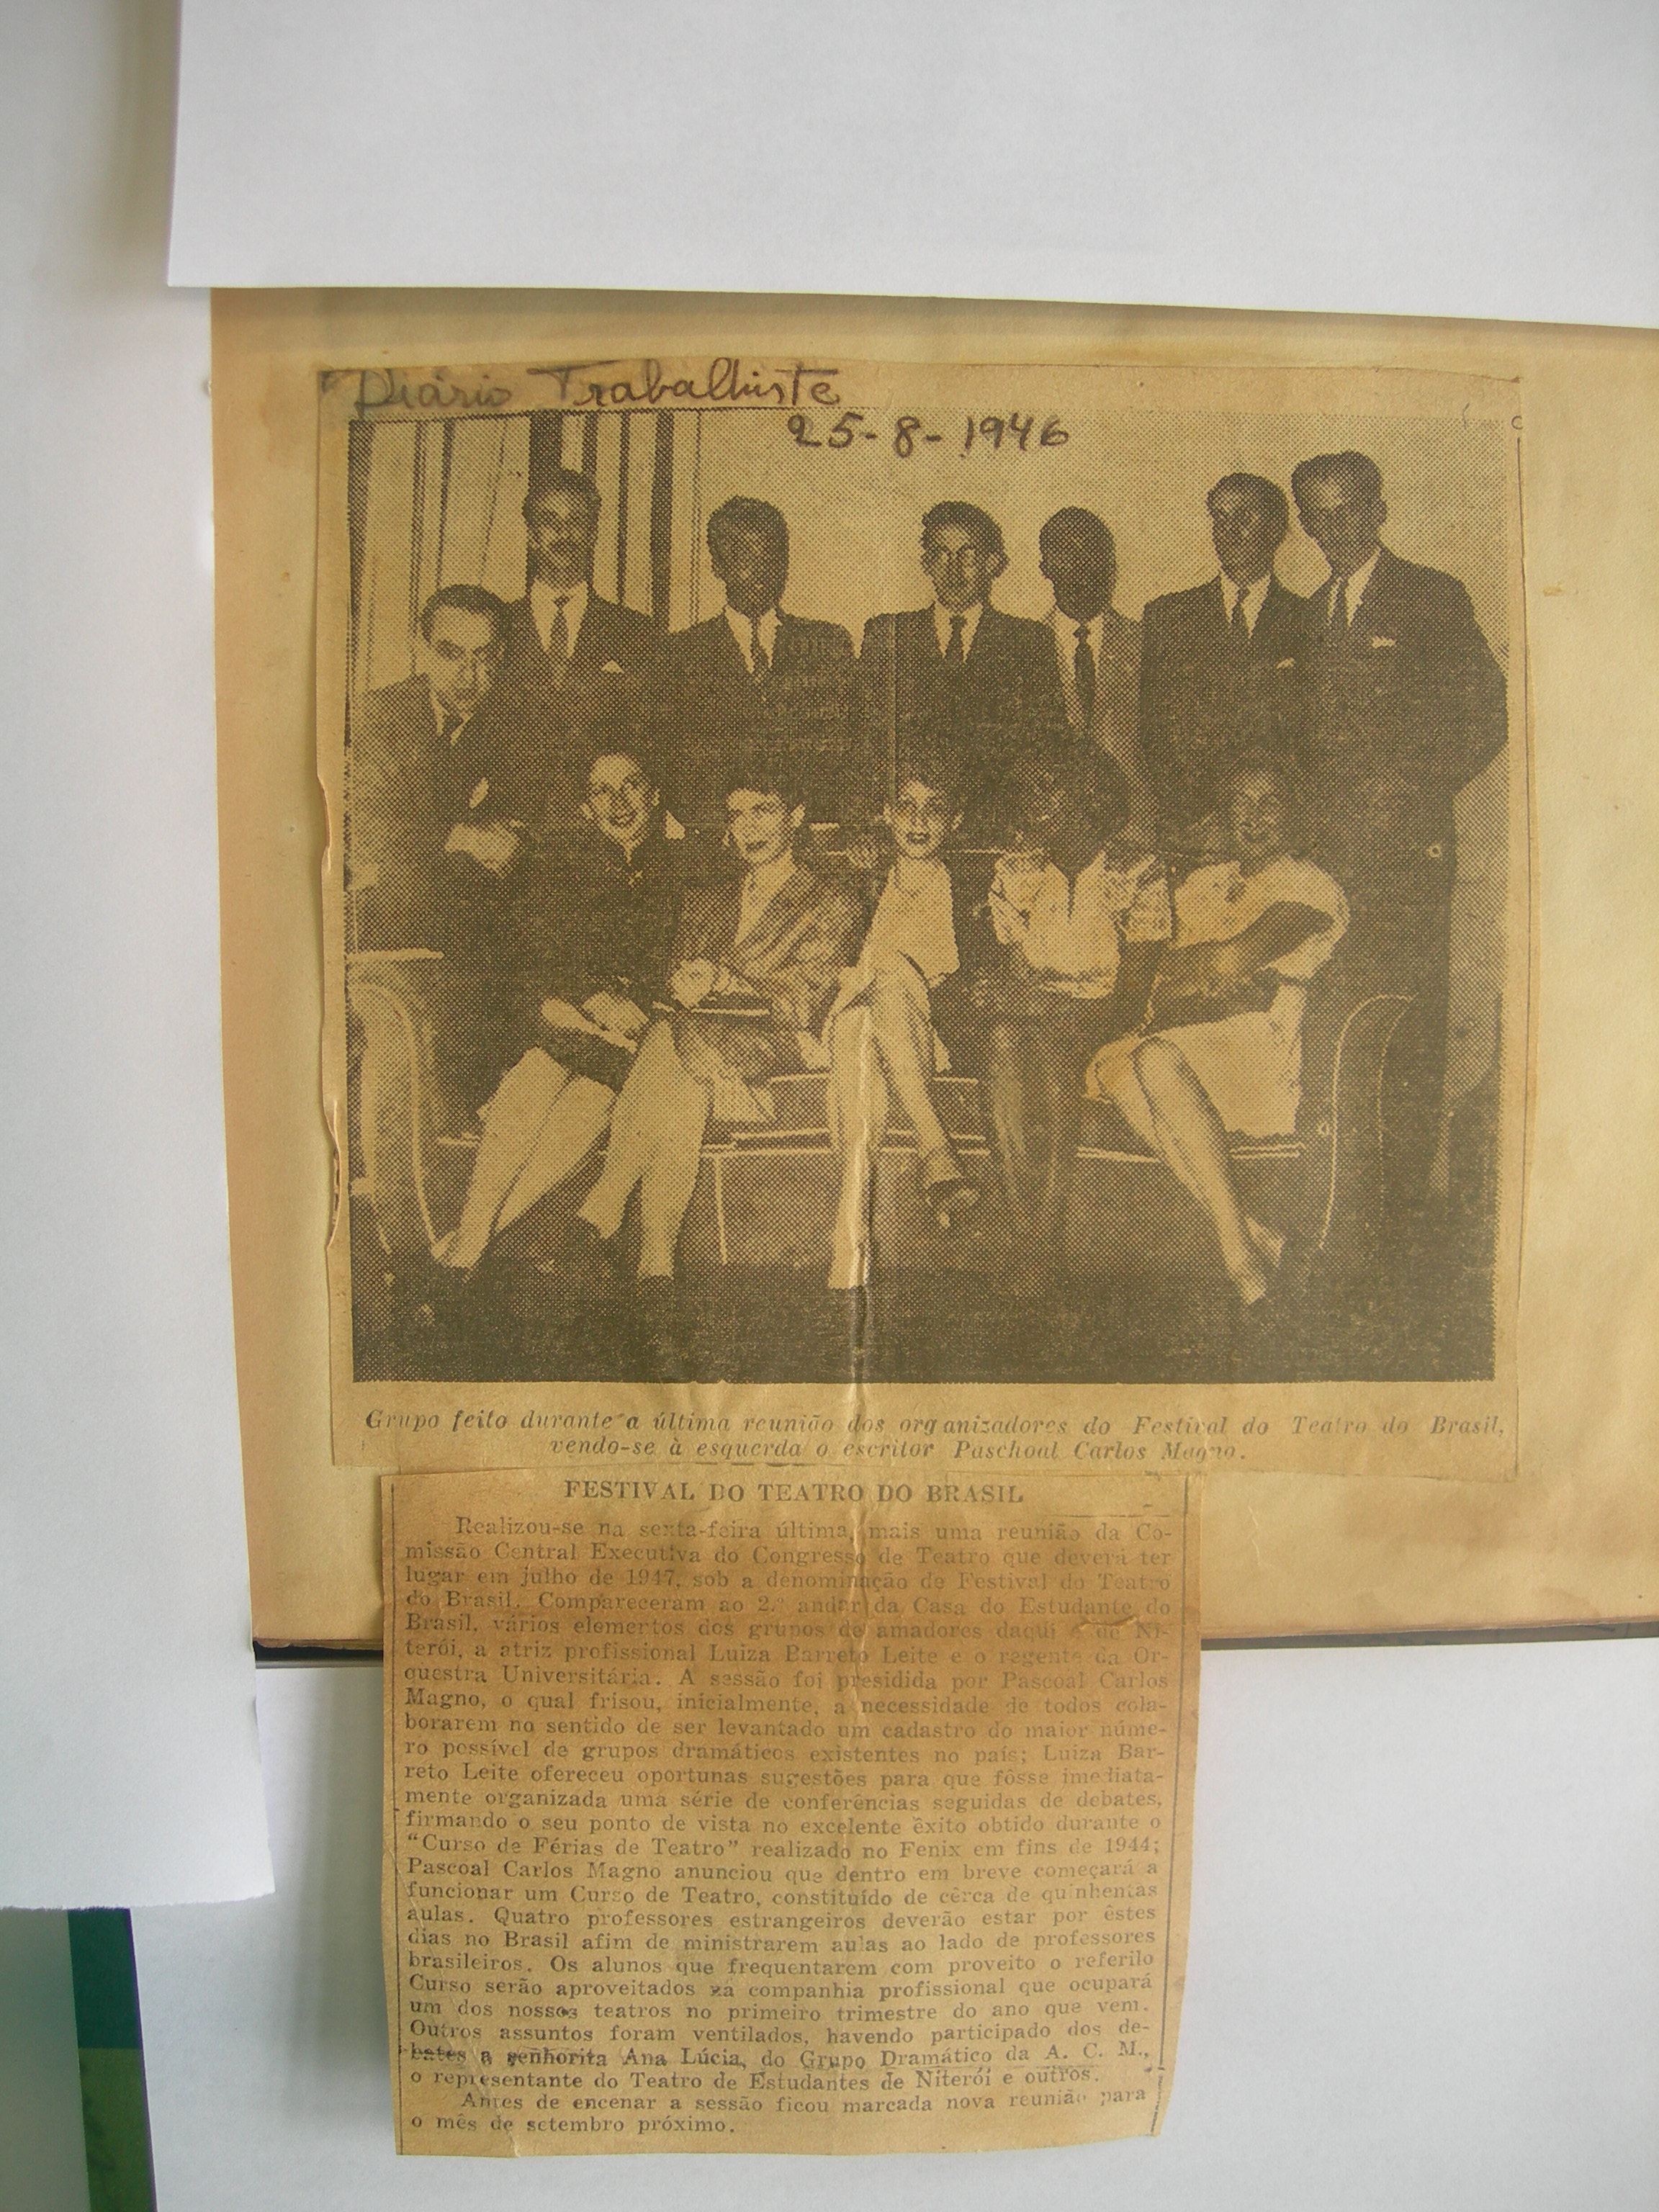 Diário Trabalhista
25-8-1946
Grupo feito durante a última reunião dos organizadores do Festival do Teatro do Brasil,
vendo-se à esquerda o escritor Paschoal Carlos Magno.
FESTIVAL DO TEATRO DO BRASIL
Realizou-se na sexta-feira última, mais uma reunião da Co-
missão Central Executiva do Congresso de Teatro que deverá ter
lugar em julho de 1947, sob a denominação de Festival do Teatro
do Brasil. Compareceram ao 2.º andar da Casa do Estudante do
Brasil, vários elementos dos grupos de amadores daqui e de Ni-
terói, a atriz profissional Luiza Barreto Leite e o regente da Or-
questra Universitária. A sessão foi presidida por Pascoal Carlos
Magno, o qual frisou, inicialmente, a necessidade de todos cola-
borarem no sentido de ser levantado um cadastro do maior núme-
ro possível de grupos dramáticos existentes no país; Luiza Bar-
reto Leite ofereceu oportunas sugestões para que fôsse imediata-
mente organizada uma série de conferências seguidas de debates,
firmando o seu ponto de vista no excelente êxito obtido durante o
"Curso de Férias de Teatro" realizado no Fenix em fins de 1944;
Pascoal Carlos Magno anunciou que dentro em breve começará a
funcionar um Curso de Teatro, constituído de cêrca de quinhentas
aulas. Quatro professores estrangeiros deverão estar por êstes
dias no Brasil afim de ministrarem aulas ao lado de professores
brasileiros. Os alunos que frequentarem com proveito o referilo
Curso serão aproveitados na companhia profissional que ocupará
um dos nossos teatros no primeiro trimestre do ano que vem.
Outros assuntos foram ventilados, havendo participado dos de-
bates a senhorita Ana Lúcia, do Grupo Dramático da A. C. M.,
o representante do Teatro de Estudantes de Niterói e outros.
Antes de encenar a sessão ficou marcada nova reunião para
o mês de setembro próximo.